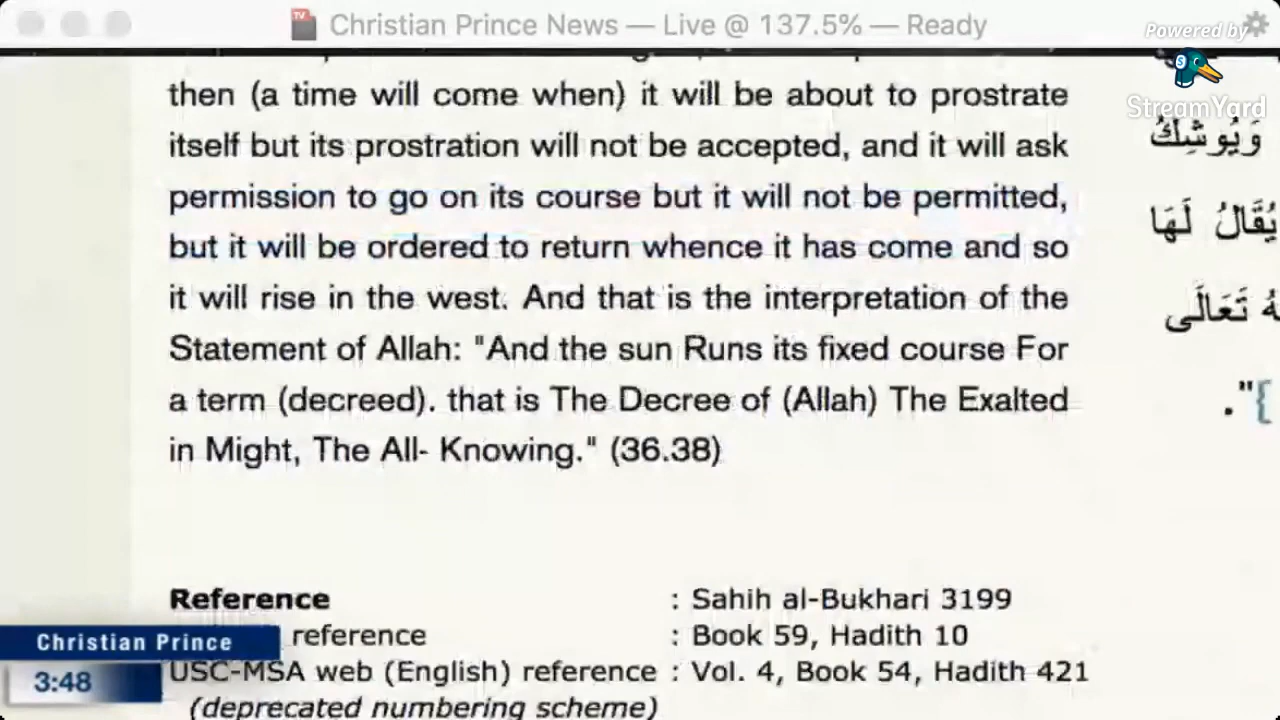 Christian Prince News — Live @ 137.5% — Ready
Powered by
StreamYard
then (a time will come when) it will be about to prostrate
itself but its prostration will not be accepted, and it will ask
permission to go on its course but it will not be permitted,
but it will be ordered to return whence it has come and so
it will rise in the west. And that is the interpretation of the
Statement of Allah: "And the sun Runs its fixed course For
a term (decreed). that is The Decree of (Allah) The Exalted
in Might, The All- Knowing." (36.38)
وَيُوشِكُ
يُقَالُ لَهَا
تَعَالَى
}".
Reference : Sahih al-Bukhari 3199
reference : Book 59, Hadith 10
USC-MSA web (English) reference : Vol. 4, Book 54, Hadith 421
(deprecated numbering scheme)
Christian Prince
3:48